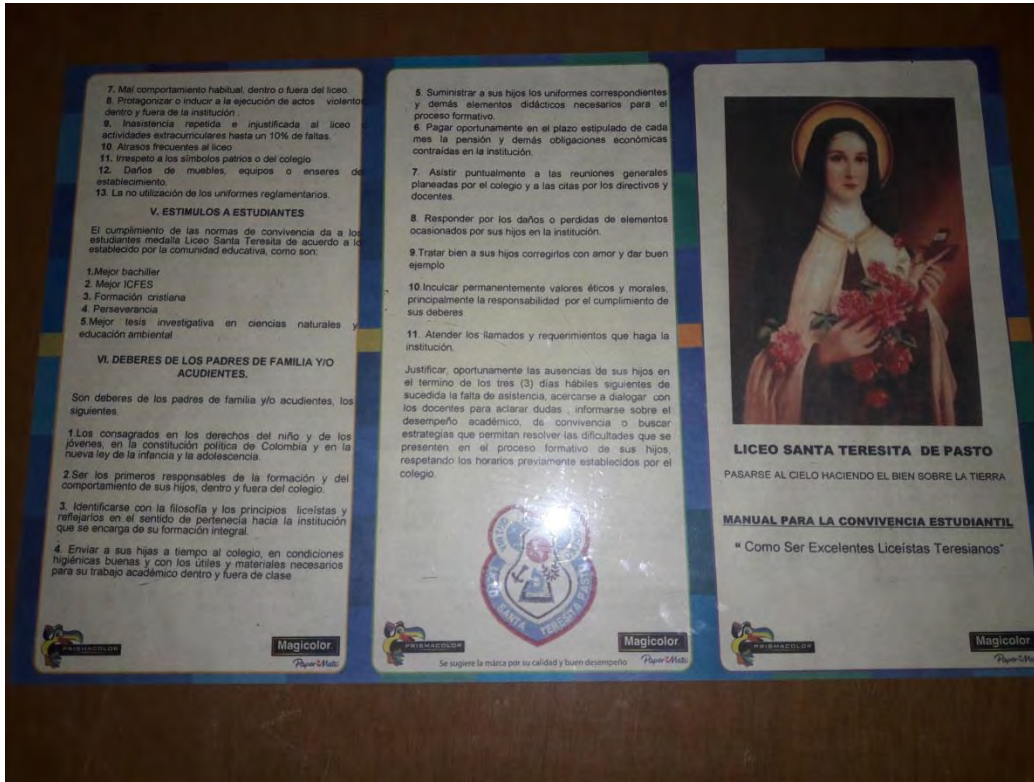 7. Mal comportamiento habitual, dentro o fuera del liceo.
8. Protagonizar o inducir a la ejecución de actos violentos
dentro y fuera de la institución
9. Inasistencia repetida e injustificada al liceo
actividades extracurriculares hasta un 10% de faltas.
10 Atrasos frecuentes al liceo
11. Irrespeto a los símbolos patrios o del colegio
12. Daños de muebles, equipos o enseres de
establecimiento.
13. La no utilización de los uniformes reglamentarios.
V. ESTIMULOS A ESTUDIANTES
El cumplimiento de las normas de convivencia da a los
estudiantes medalla Liceo Santa Teresita de acuerdo a lo
establecido por la comunidad educativa, como son:
1.Mejor bachiller
2. Mejor ICFES
3. Formación cristiana
4. Perseverancia
5.Mejor tesis investigativa en ciencias naturales y
educación ambiental
VI. DEBERES DE LOS PADRES DE FAMILIA Y/O
ACUDIENTES.
Son deberes de los padres de familia y/o acudientes, los
siguientes.
1.Los consagrados en los derechos del niño y de los
jóvenes, en la constitución política de Colombia y en la
nueva ley de la infancia y la adolescencia.
2.Ser los primeros responsables de la formación y del
comportamiento de sus hijos, dentro y fuera del colegio.
3. Identificarse con la filosofía y los principios liceístas y
reflejarlos en el sentido de pertenecía hacia la institución
que se encarga de su formación integral.
4. Enviar a sus hijas a tiempo al colegio, en condiciones
higiénicas buenas y con los útiles y materiales necesarios
para su trabajo académico dentro y fuera de clase
PRISMACOLOR
Magicolor.
Paper Mate
5. Suministrar a sus hijos los uniformes correspondientes
y demás elementos didácticos necesarios para el
proceso formativo.
6. Pagar oportunamente en el plazo estipulado de cada
mes la pensión y demás obligaciones económicas
contraídas en la institución.
7. Asistir puntualmente a las reuniones generales
planeadas por el colegio y a las citas por los directivos y
docentes.
8. Responder por los daños o perdidas de elementos
ocasionados por sus hijos en la institución.
9.Tratar bien a sus hijos corregirlos con amor y dar buen
ejemplo
10.Inculcar permanentemente valores éticos y morales,
principalmente la responsabilidad por el cumplimiento de
sus deberes
11. Atender los llamados y requerimientos que haga la
institución.
Justificar, oportunamente las ausencias de sus hijos en
el termino de los tres (3) días hábiles siguientes de
sucedida la falta de asistencia, acercarse a dialogar con
los docentes para aclarar dudas , informarse sobre el
desempeño académico, de convivencia o buscar
estrategias que permitan resolver las dificultades que se
presenten en el proceso formativo de sus hijos,
respetando los horarios previamente establecidos por el
colegio.
LICEO SANTA TERESITA PASTO
PRISMACOLOR
Magicolor
Se sugiere la marca por su calidad y buen desempeño
Paper Mate
LICEO SANTA TERESITA DE PASTO
PASARSE AL CIELO HACIENDO EL BIEN SOBRE LA TIERRA
MANUAL PARA LA CONVIVENCIA ESTUDIANTIL
" Como Ser Excelentes Liceístas Teresianos"
PRISMACOLOR
Magicolor
Paper Mate